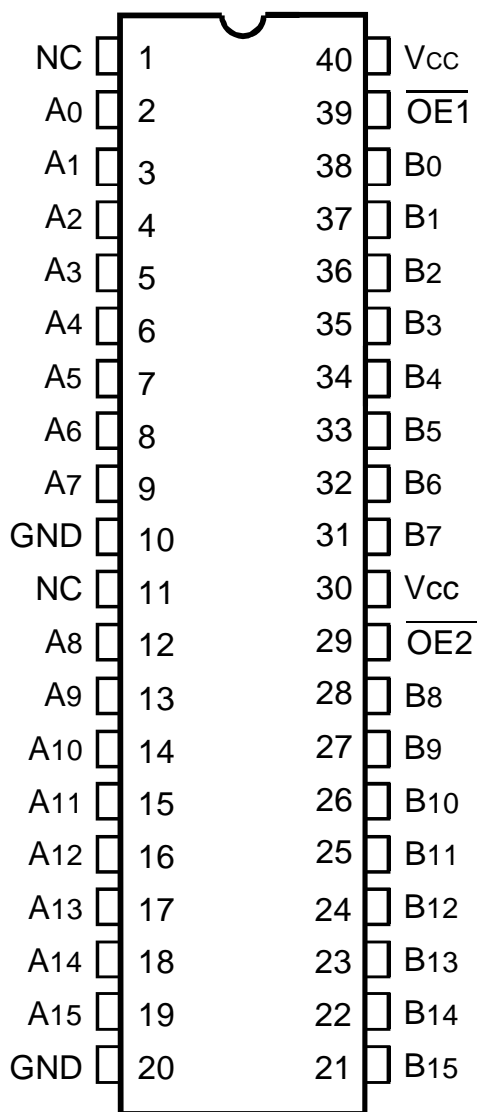 NC 1 40 Vcc
A0 2 39 OE1
A1 3 38 B0
A2 4 37 B1
A3 5 36 B2
A4 6 35 B3
A5 7 34 B4
A6 8 33 B5
A7 9 32 B6
GND 10 31 B7
NC 11 30 Vcc
A8 12 29 OE2
A9 13 28 B8
A10 14 27 B9
A11 15 26 B10
A12 16 25 B11
A13 17 24 B12
A14 18 23 B13
A15 19 22 B14
GND 20 21 B15